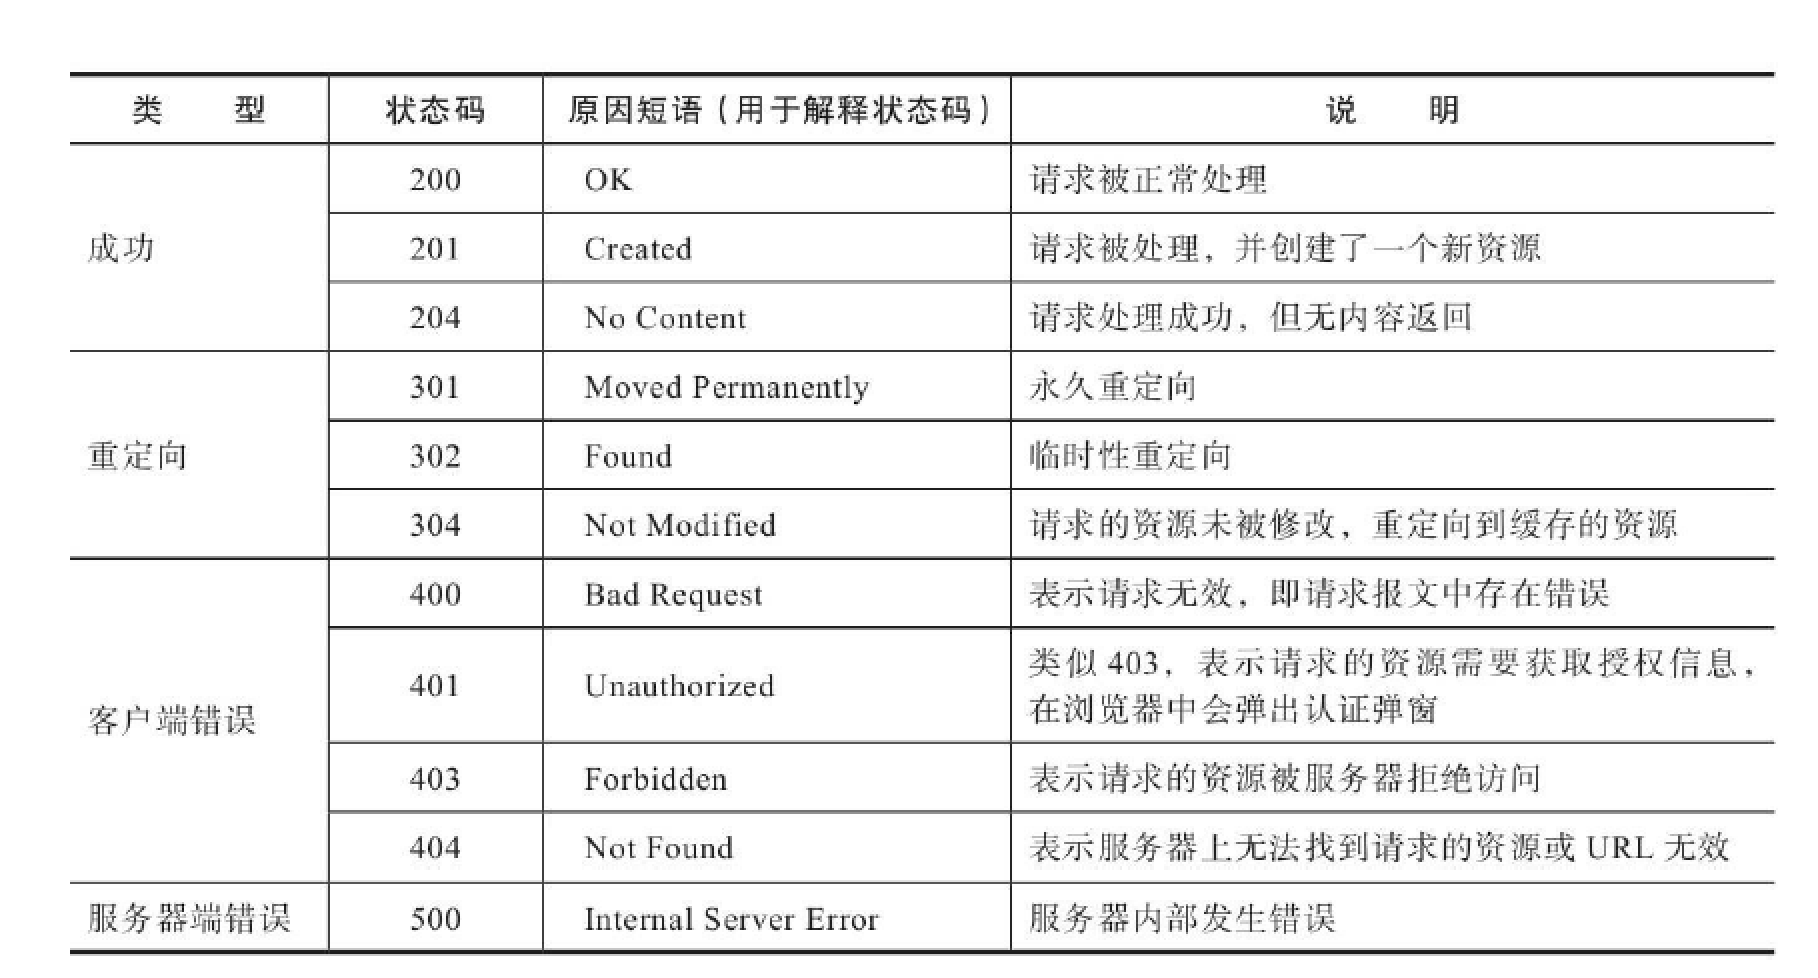 类 型 状态码 原因短语（用于解释状态码） 说 明
成功
200 OK 请求被正常处理
201 Created 请求被处理，并创建了一个新资源
204 No Content 请求处理成功，但无内容返回
重定向
301 Moved Permanently 永久重定向
302 Found 临时性重定向
304 Not Modified 请求的资源未被修改，重定向到缓存的资源
客户端错误
400 Bad Request 表示请求无效，即请求报文中存在错误
401 Unauthorized 类似 403，表示请求的资源需要获取授权信息，
在浏览器中会弹出认证弹窗
403 Forbidden 表示请求的资源被服务器拒绝访问
404 Not Found 表示服务器上无法找到请求的资源或 URL 无效
服务器端错误 500 Internal Server Error 服务器内部发生错误